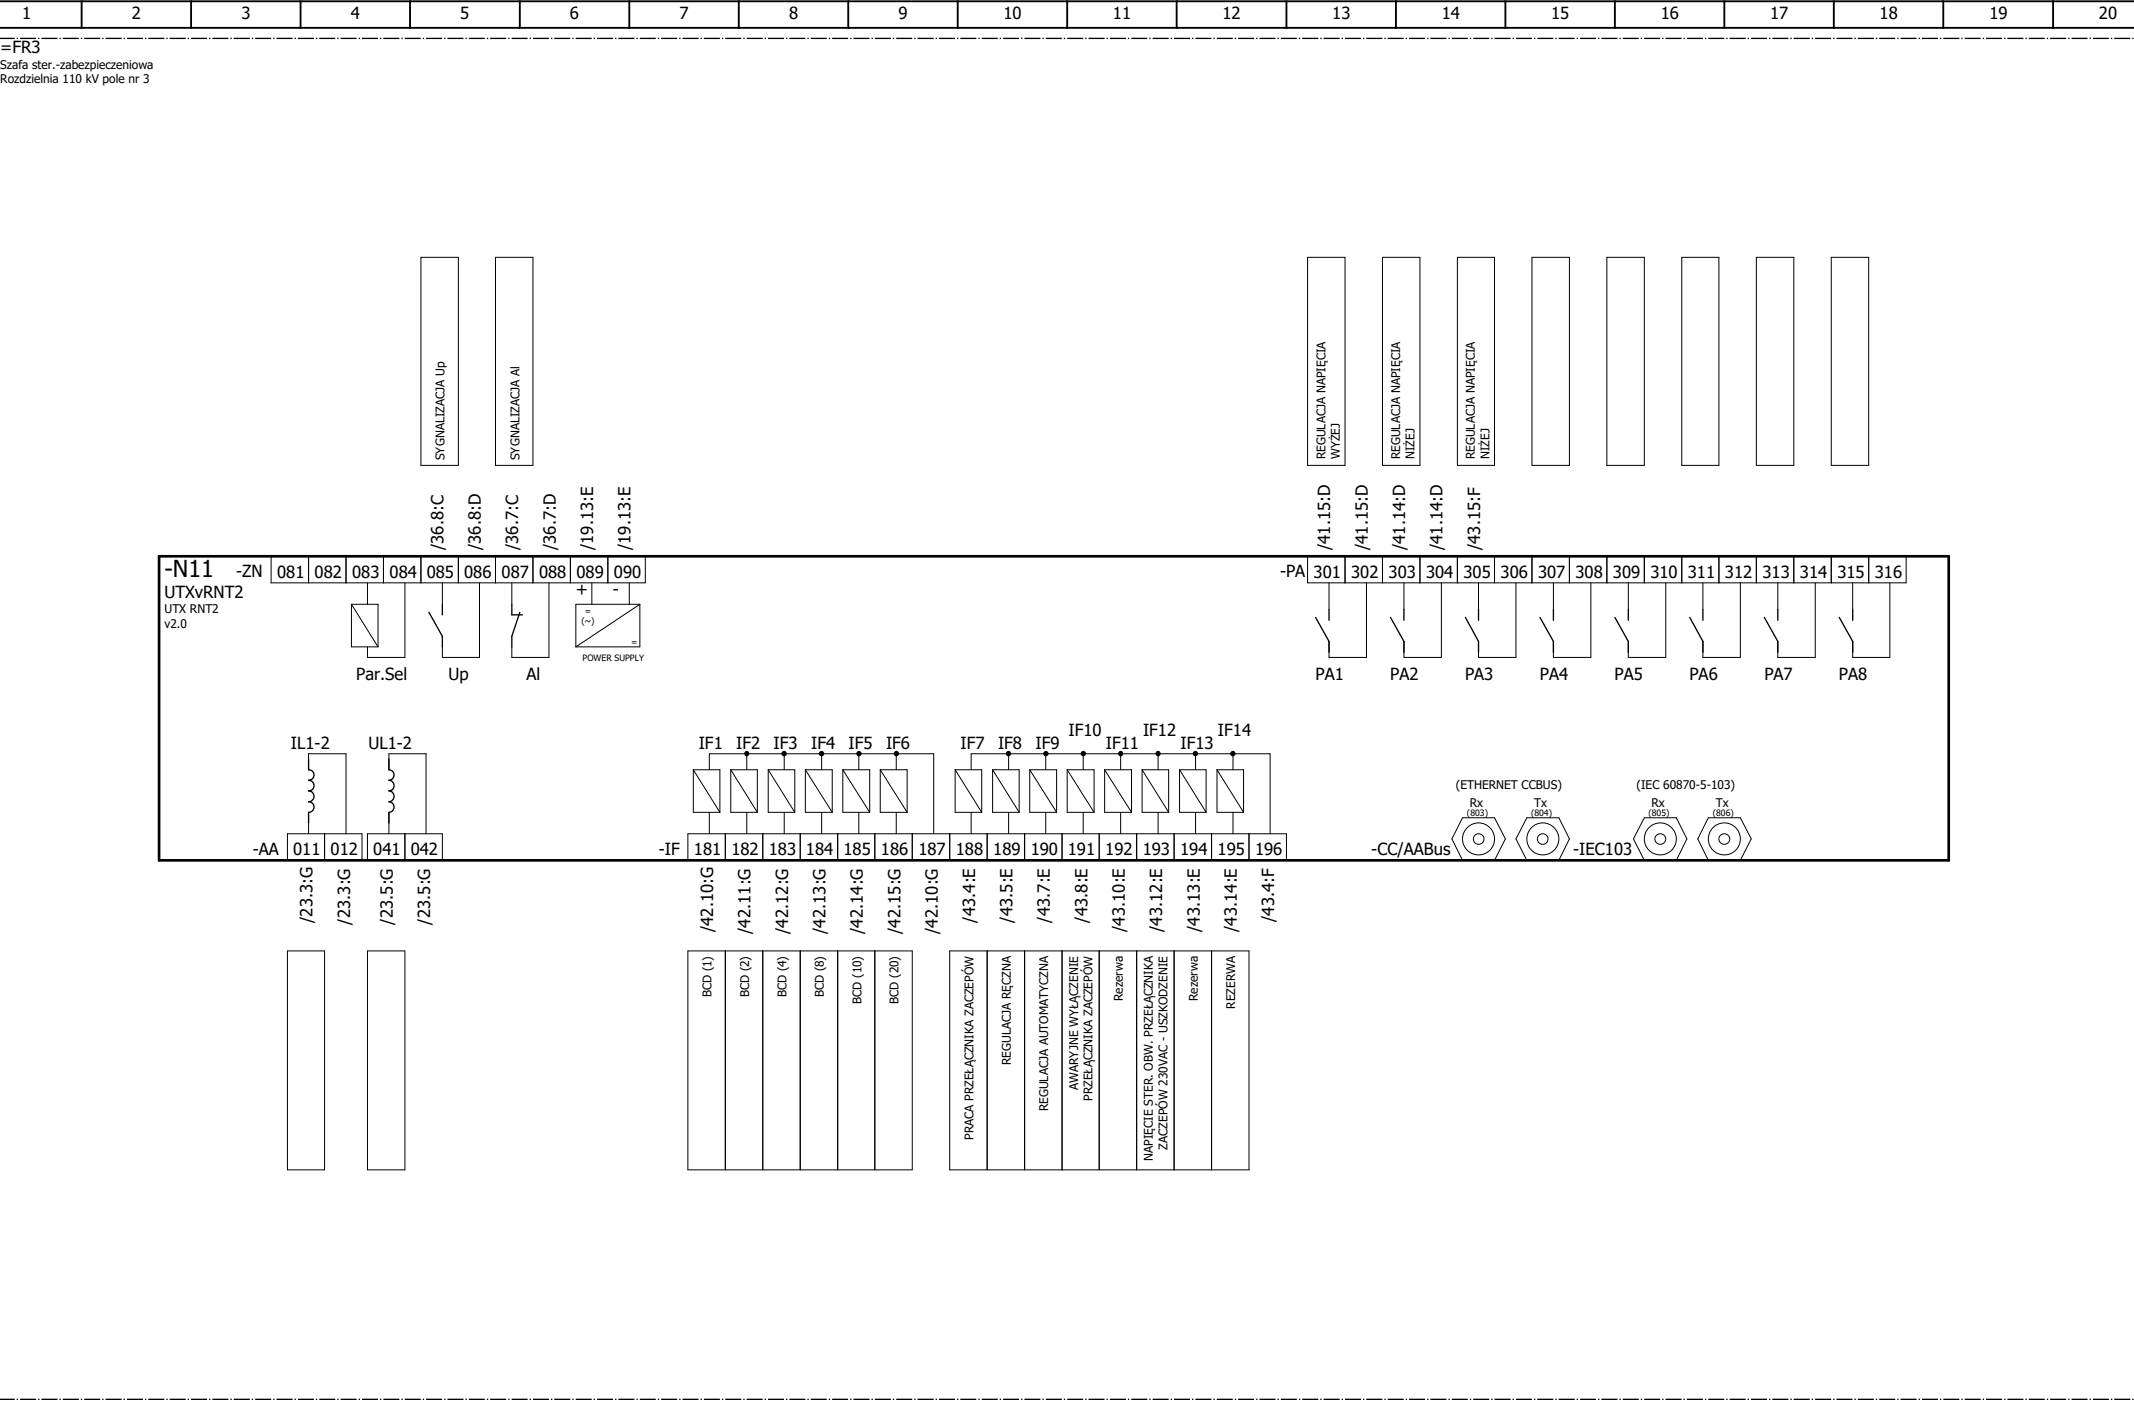 1 2 3 4 5 6 7 8 9 10 11 12 13 14 15 16 17 18 19 20
=FR3
Szafa ster.-zabezpieczeniowa
Rozdzielnia 110 kV pole nr 3
SYGNALIZACJA Up
SYGNALIZACJA Al
REGULACJA NAPIĘCIA
WYŻEJ
REGULACJA NAPIĘCIA
NIŻEJ
REGULACJA NAPIĘCIA
NIŻEJ
/36.8:C /36.8:D /36.7:C /36.7:D /19.13:E /19.13:E
/41.15:D /41.15:D /41.14:D /41.14:D /43.15:F
-N11
UTXvRNT2
UTX RNT2
v2.0
-ZN 081 082 083 084 085 086 087 088 089 090
+ -
=
(~)
=
POWER SUPPLY
Par.Sel Up Al
-PA 301 302 303 304 305 306 307 308 309 310 311 312 313 314 315 316
PA1 PA2 PA3 PA4 PA5 PA6 PA7 PA8
IL1-2 UL1-2
IF1 IF2 IF3 IF4 IF5 IF6 IF7 IF8 IF9 IF10 IF11 IF12 IF13 IF14
(ETHERNET CCBUS) (IEC 60870-5-103)
Rx Tx Rx Tx
(803) (804) (805) (806)
-AA 011 012 041 042
-IF 181 182 183 184 185 186 187 188 189 190 191 192 193 194 195 196
-CC/AABus -IEC103
/23.3:G /23.3:G /23.5:G /23.5:G
/42.10:G /42.11:G /42.12:G /42.13:G /42.14:G /42.15:G /42.10:G /43.4:E /43.5:E /43.7:E /43.8:E /43.10:E /43.12:E /43.13:E /43.14:E /43.4:F
BCD (1)
BCD (2)
BCD (4)
BCD (8)
BCD (10)
BCD (20)
PRACA PRZEŁĄCZNIKA ZACZEPÓW
REGULACJA RĘCZNA
REGULACJA AUTOMATYCZNA
AWARYJNE WYŁĄCZENIE
PRZEŁĄCZNIKA ZACZEPÓW
Rezerwa
NAPIĘCIE STER. OBW. PRZEŁĄCZNIKA
ZACZEPÓW 230VAC - USZKODZENIE
Rezerwa
REZERWA